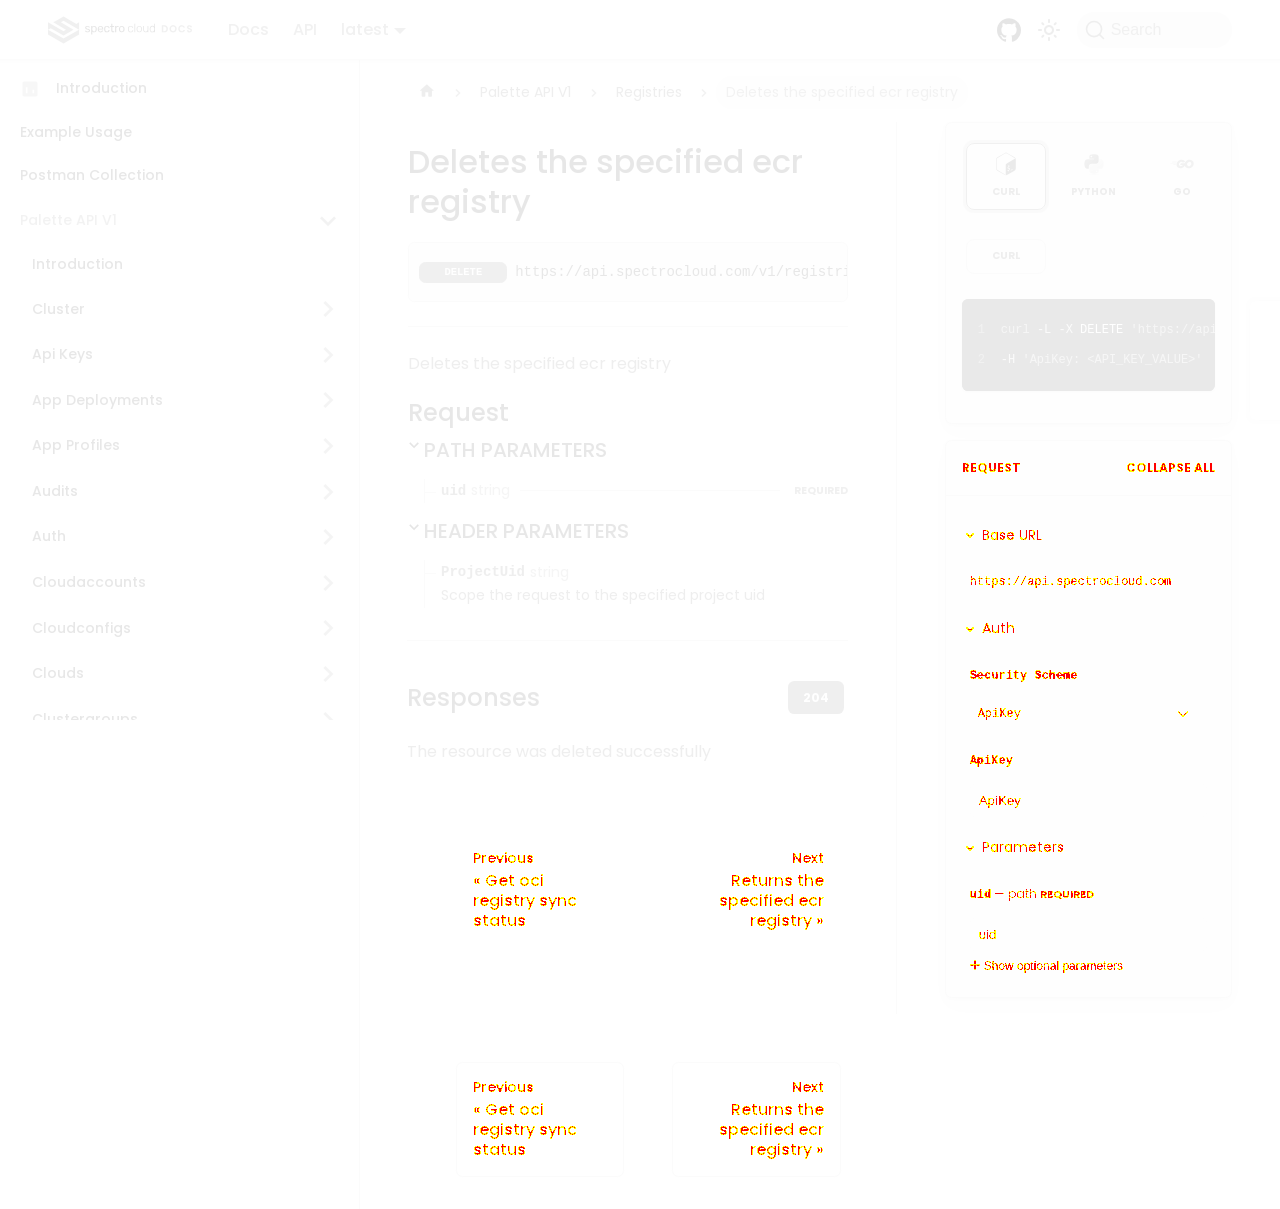 spectro cloud DOCS
Docs API latest
Search
Introduction
Example Usage
Postman Collection
Palette API V1
Introduction
Cluster
Api Keys
App Deployments
App Profiles
Audits
Auth
Cloudaccounts
Cloudconfigs
Clouds
Clustergroups
Palette API V1 Registries Deletes the specified ecr registry
Deletes the specified ecr
registry
DELETE https://api.spectrocloud.com/v1/registri
Deletes the specified ecr registry
Request
PATH PARAMETERS
uid string REQUIRED
HEADER PARAMETERS
ProjectUid string
Scope the request to the specified project uid
Responses
204
The resource was deleted successfully
Previous
« Get oci
registry sync
status
Next
Returns the
specified ecr
registry »
Previous
« Get oci
registry sync
status
Next
Returns the
specified ecr
registry »
CURL PYTHON GO
CURL
1 curl -L -X DELETE 'https://api
2 -H 'ApiKey: <API_KEY_VALUE>'
REQUEST COLLAPSE ALL
Base URL
https://api.spectrocloud.com
Auth
Security Scheme
ApiKey
ApiKey
ApiKey
Parameters
uid — path REQUIRED
uid
Show optional parameters